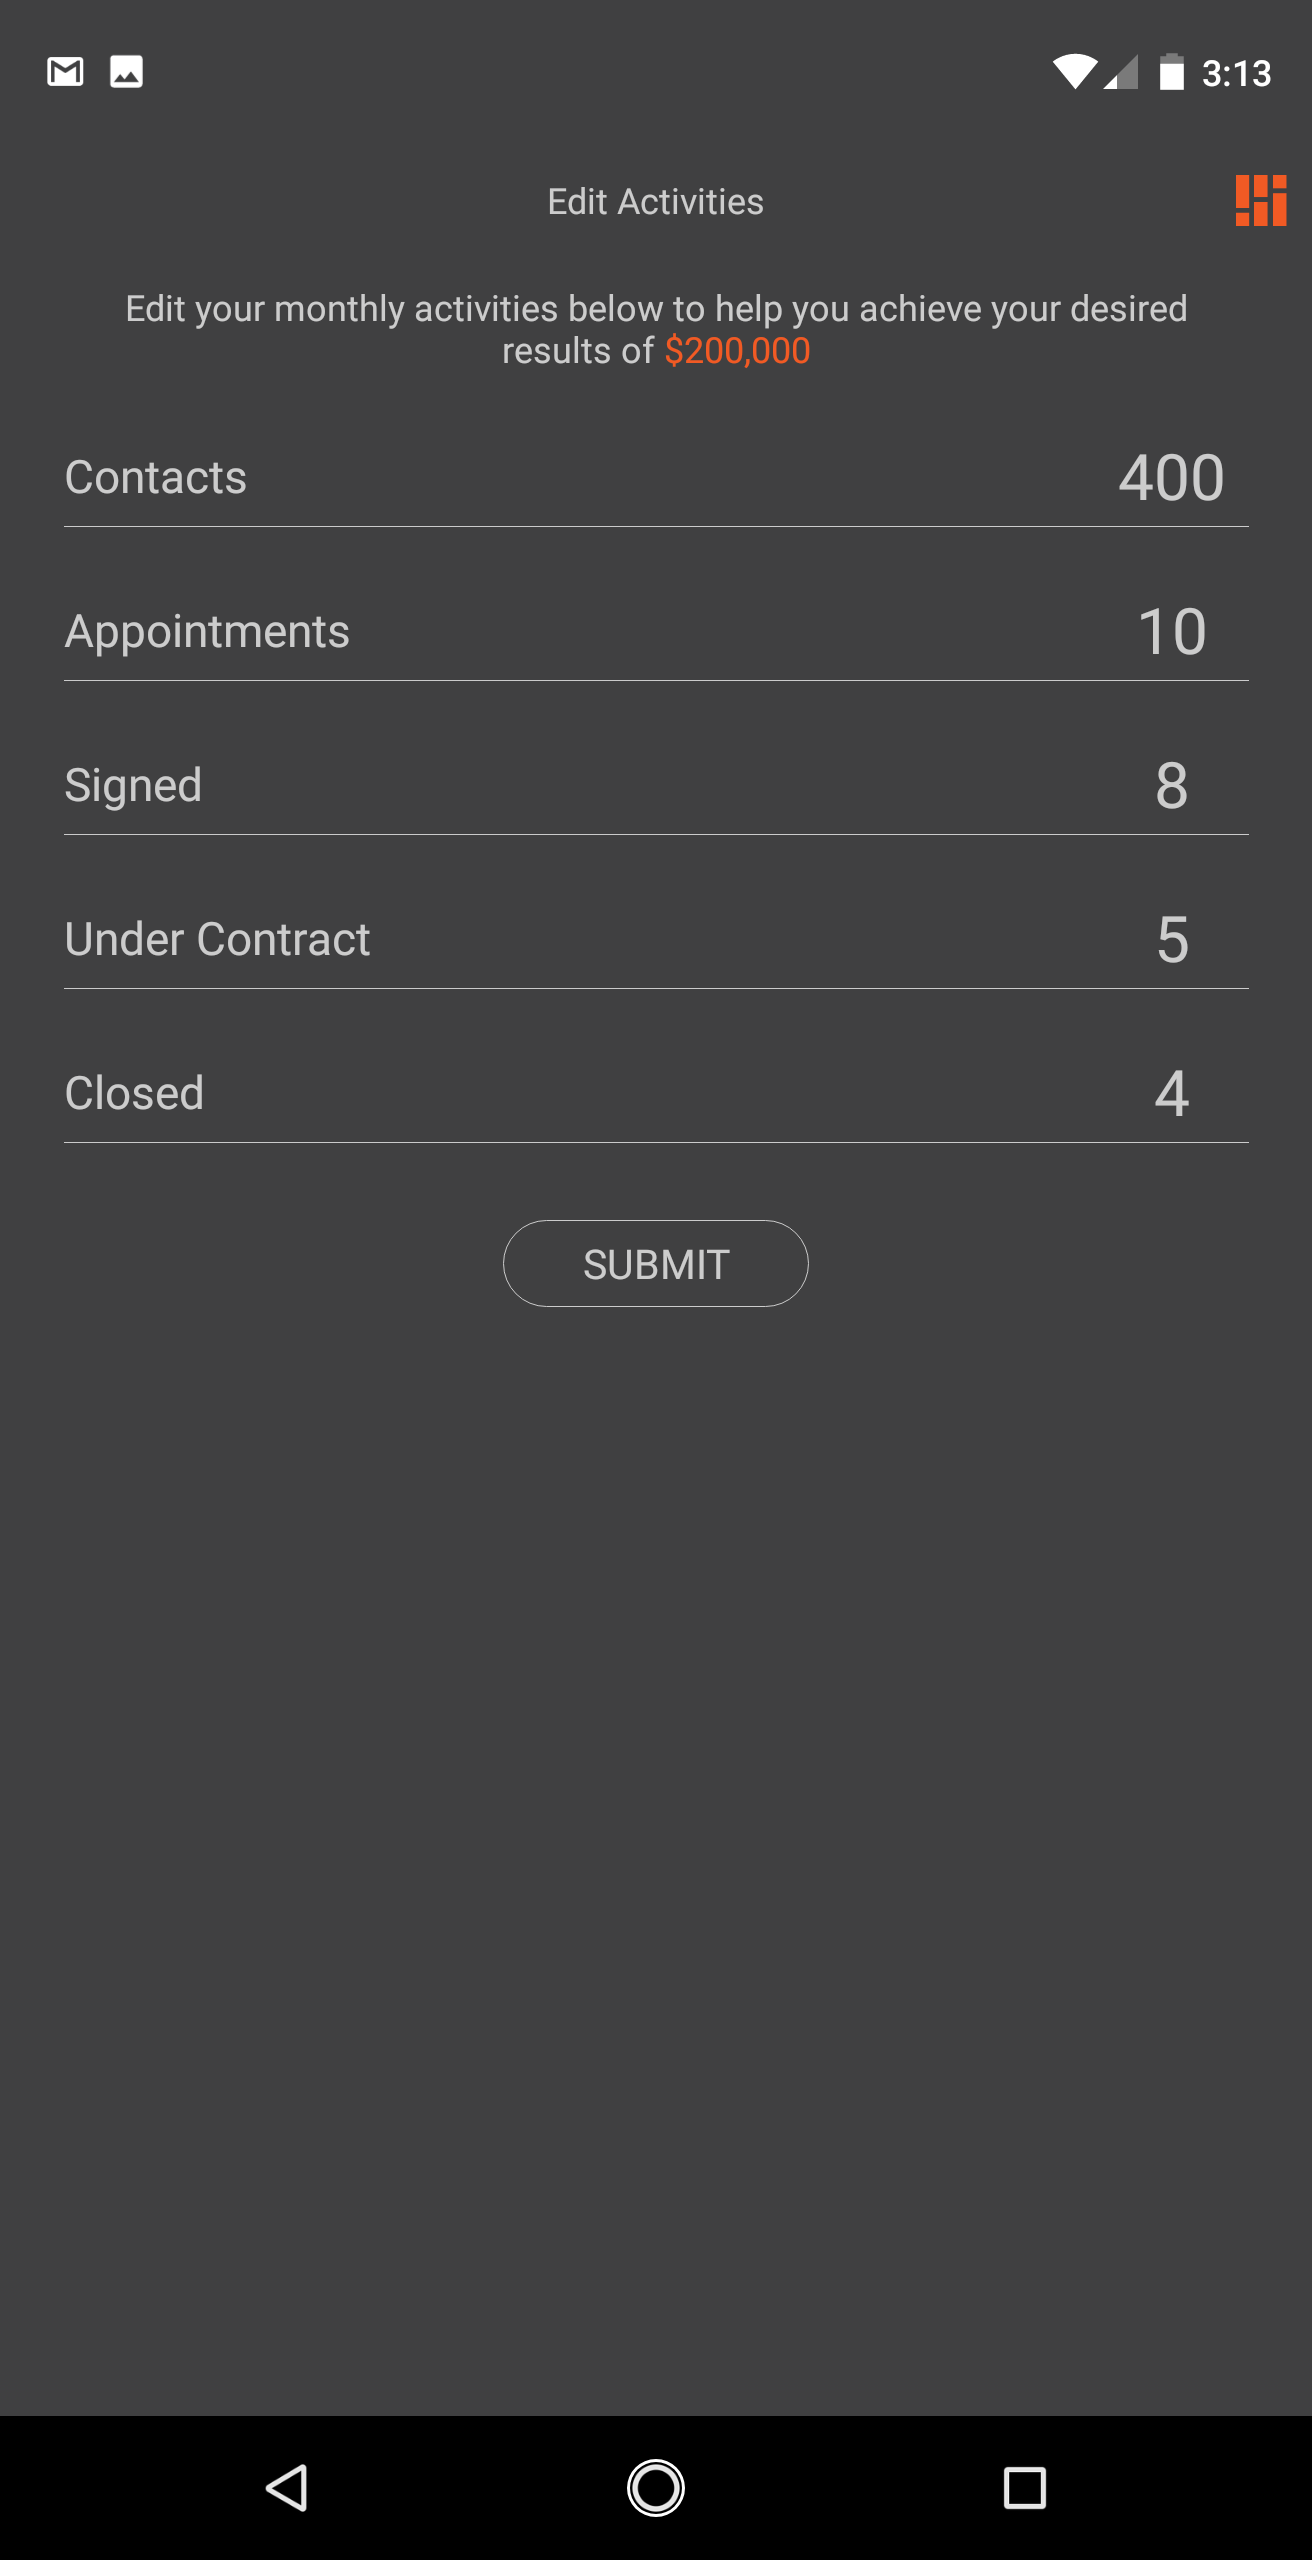 3:13
Edit Activities
Edit your monthly activities below to help you achieve your desired
results of $200,000
Contacts 400
Appointments 10
Signed 8
Under Contract 5
Closed 4
SUBMIT